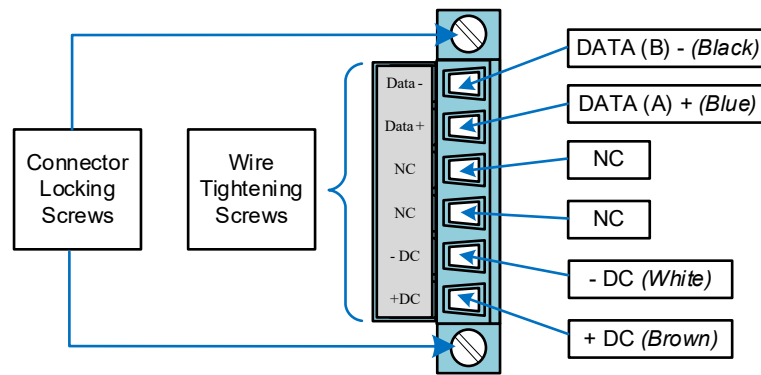 Connector
Locking
Screws
Wire
Tightening
Screws
Data -
Data +
NC
NC
- DC
+DC
DATA (B) - (Black)
DATA (A) + (Blue)
NC
NC
- DC (White)
+ DC (Brown)